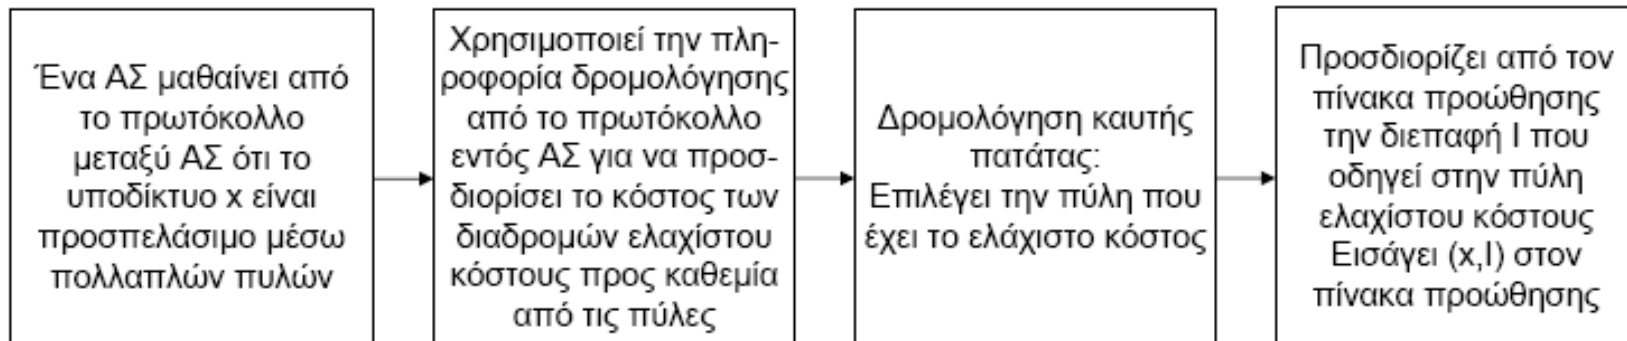 Ένα ΑΣ μαθαίνει από
το πρωτόκολλο
μεταξύ ΑΣ ότι το
υποδίκτυο x είναι
προσπελάσιμο μέσω
πολλαπλών πυλών
Χρησιμοποιεί την πλη-
ροφορία δρομολόγησης
από το πρωτόκολλο
εντός ΑΣ για να προσ-
διορίσει το κόστος των
διαδρομών ελαχίστου
κόστους προς καθεμία
από τις πύλες
Δρομολόγηση καυτής
πατάτας:
Επιλέγει την πύλη που
έχει το ελάχιστο κόστος
Προσδιορίζει από τον
πίνακα προώθησης
την διεπαφή I που
οδηγεί στην πύλη
ελαχίστου κόστους
Εισάγει (x,I) στον
πίνακα προώθησης